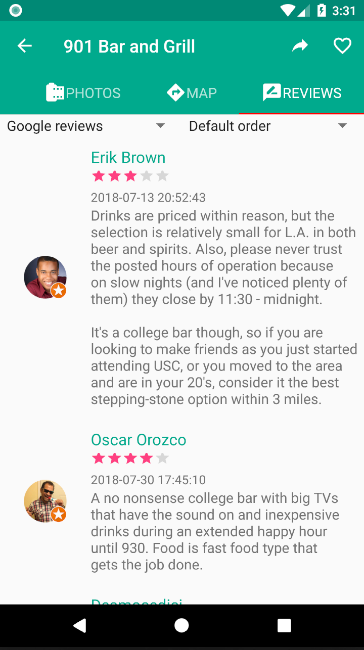 3:31
901 Bar and Grill
PHOTOS MAP REVIEWS
Google reviews Default order
Erik Brown
2018-07-13 20:52:43
Drinks are priced within reason, but the
selection is relatively small for L.A. in both
beer and spirits. Also, please never trust
the posted hours of operation because
on slow nights (and I've noticed plenty of
them) they close by 11:30 - midnight.
It's a college bar though, so if you are
looking to make friends as you just started
attending USC, or you moved to the area
and are in your 20's, consider it the best
stepping-stone option within 3 miles.
Oscar Orozco
2018-07-30 17:45:10
A no nonsense college bar with big TVs
that have the sound on and inexpensive
drinks during an extended happy hour
until 930. Food is fast food type that
gets the job done.